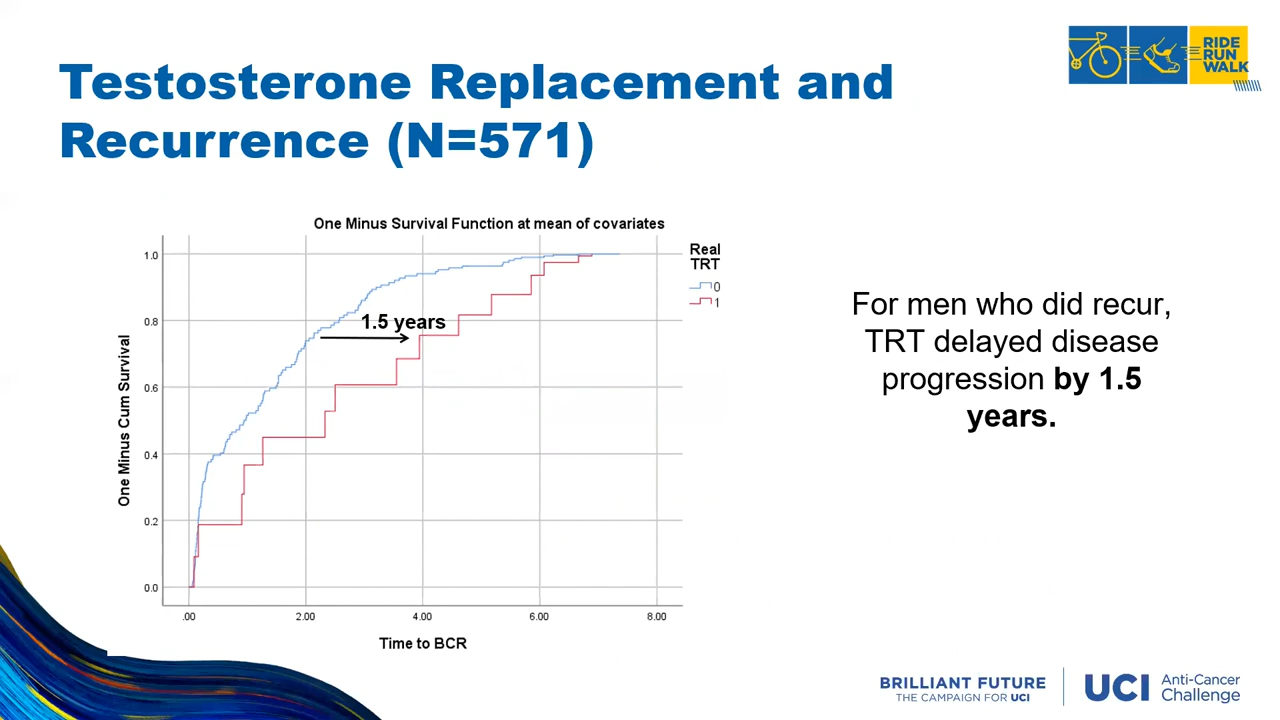 RIDE
RUN
WALK
Testosterone Replacement and
Recurrence (N=571)
One Minus Survival Function at mean of covariates
Real
TRT
0
1
One Minus Cum Survival
1.0
0.8
0.6
0.4
0.2
0.0
1.5 years
.00 2.00 4.00 6.00 8.00
Time to BCR
For men who did recur,
TRT delayed disease
progression by 1.5
years.
BRILLIANT FUTURE
THE CAMPAIGN FOR UCI
UCI
Anti-Cancer
Challenge